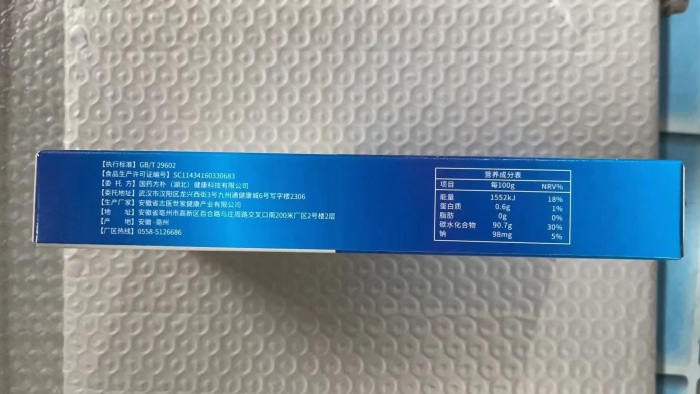 【执行标准】GB/T 29602
【食品生产许可证编号】SC11434160330683
【委 托 方】国药方朴（湖北）健康科技有限公司
【委托地址】武汉市汉阳区龙兴西街3号九州通健康城6号写字楼2306
【生产厂家】安徽省志医世家健康产业有限公司
【地 址】安徽省亳州市高新区百合路与庄周路交叉口南200米厂区2号楼2层
【产 地】安徽·亳州
【厂区热线】0558-5126686
营养成分表
项目 每100g NRV%
能量 1552kJ 18%
蛋白质 0.6g 1%
脂肪 0g 0%
碳水化合物 90.7g 30%
钠 98mg 5%